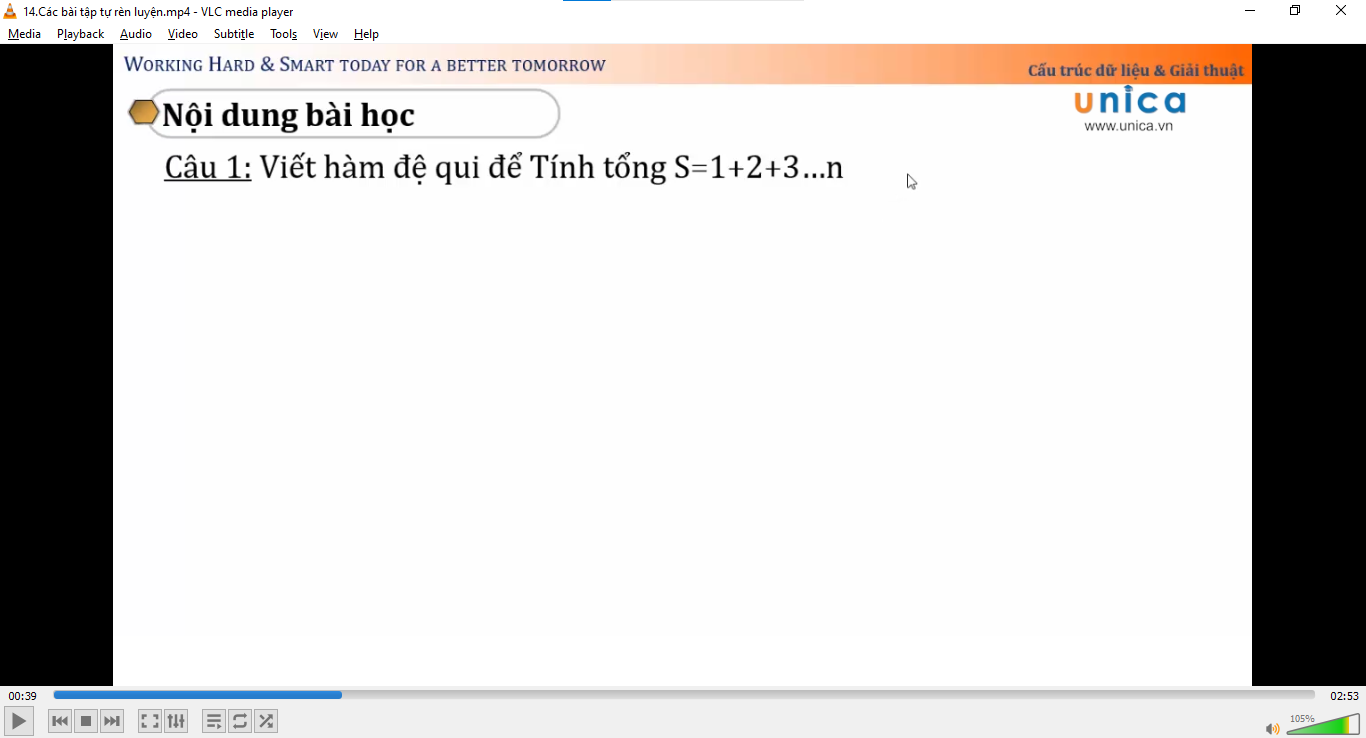 14.Các bài tập tự rèn luyện.mp4 - VLC media player
Media Playback Audio Video Subtitle Tools View Help
WORKING HARD & SMART TODAY FOR A BETTER TOMORROW
Cấu trúc dữ liệu & Giải thuật
unica
www.unica.vn
Nội dung bài học
Câu 1: Viết hàm đệ qui để Tính tổng S=1+2+3...n
00:39 02:53
105%